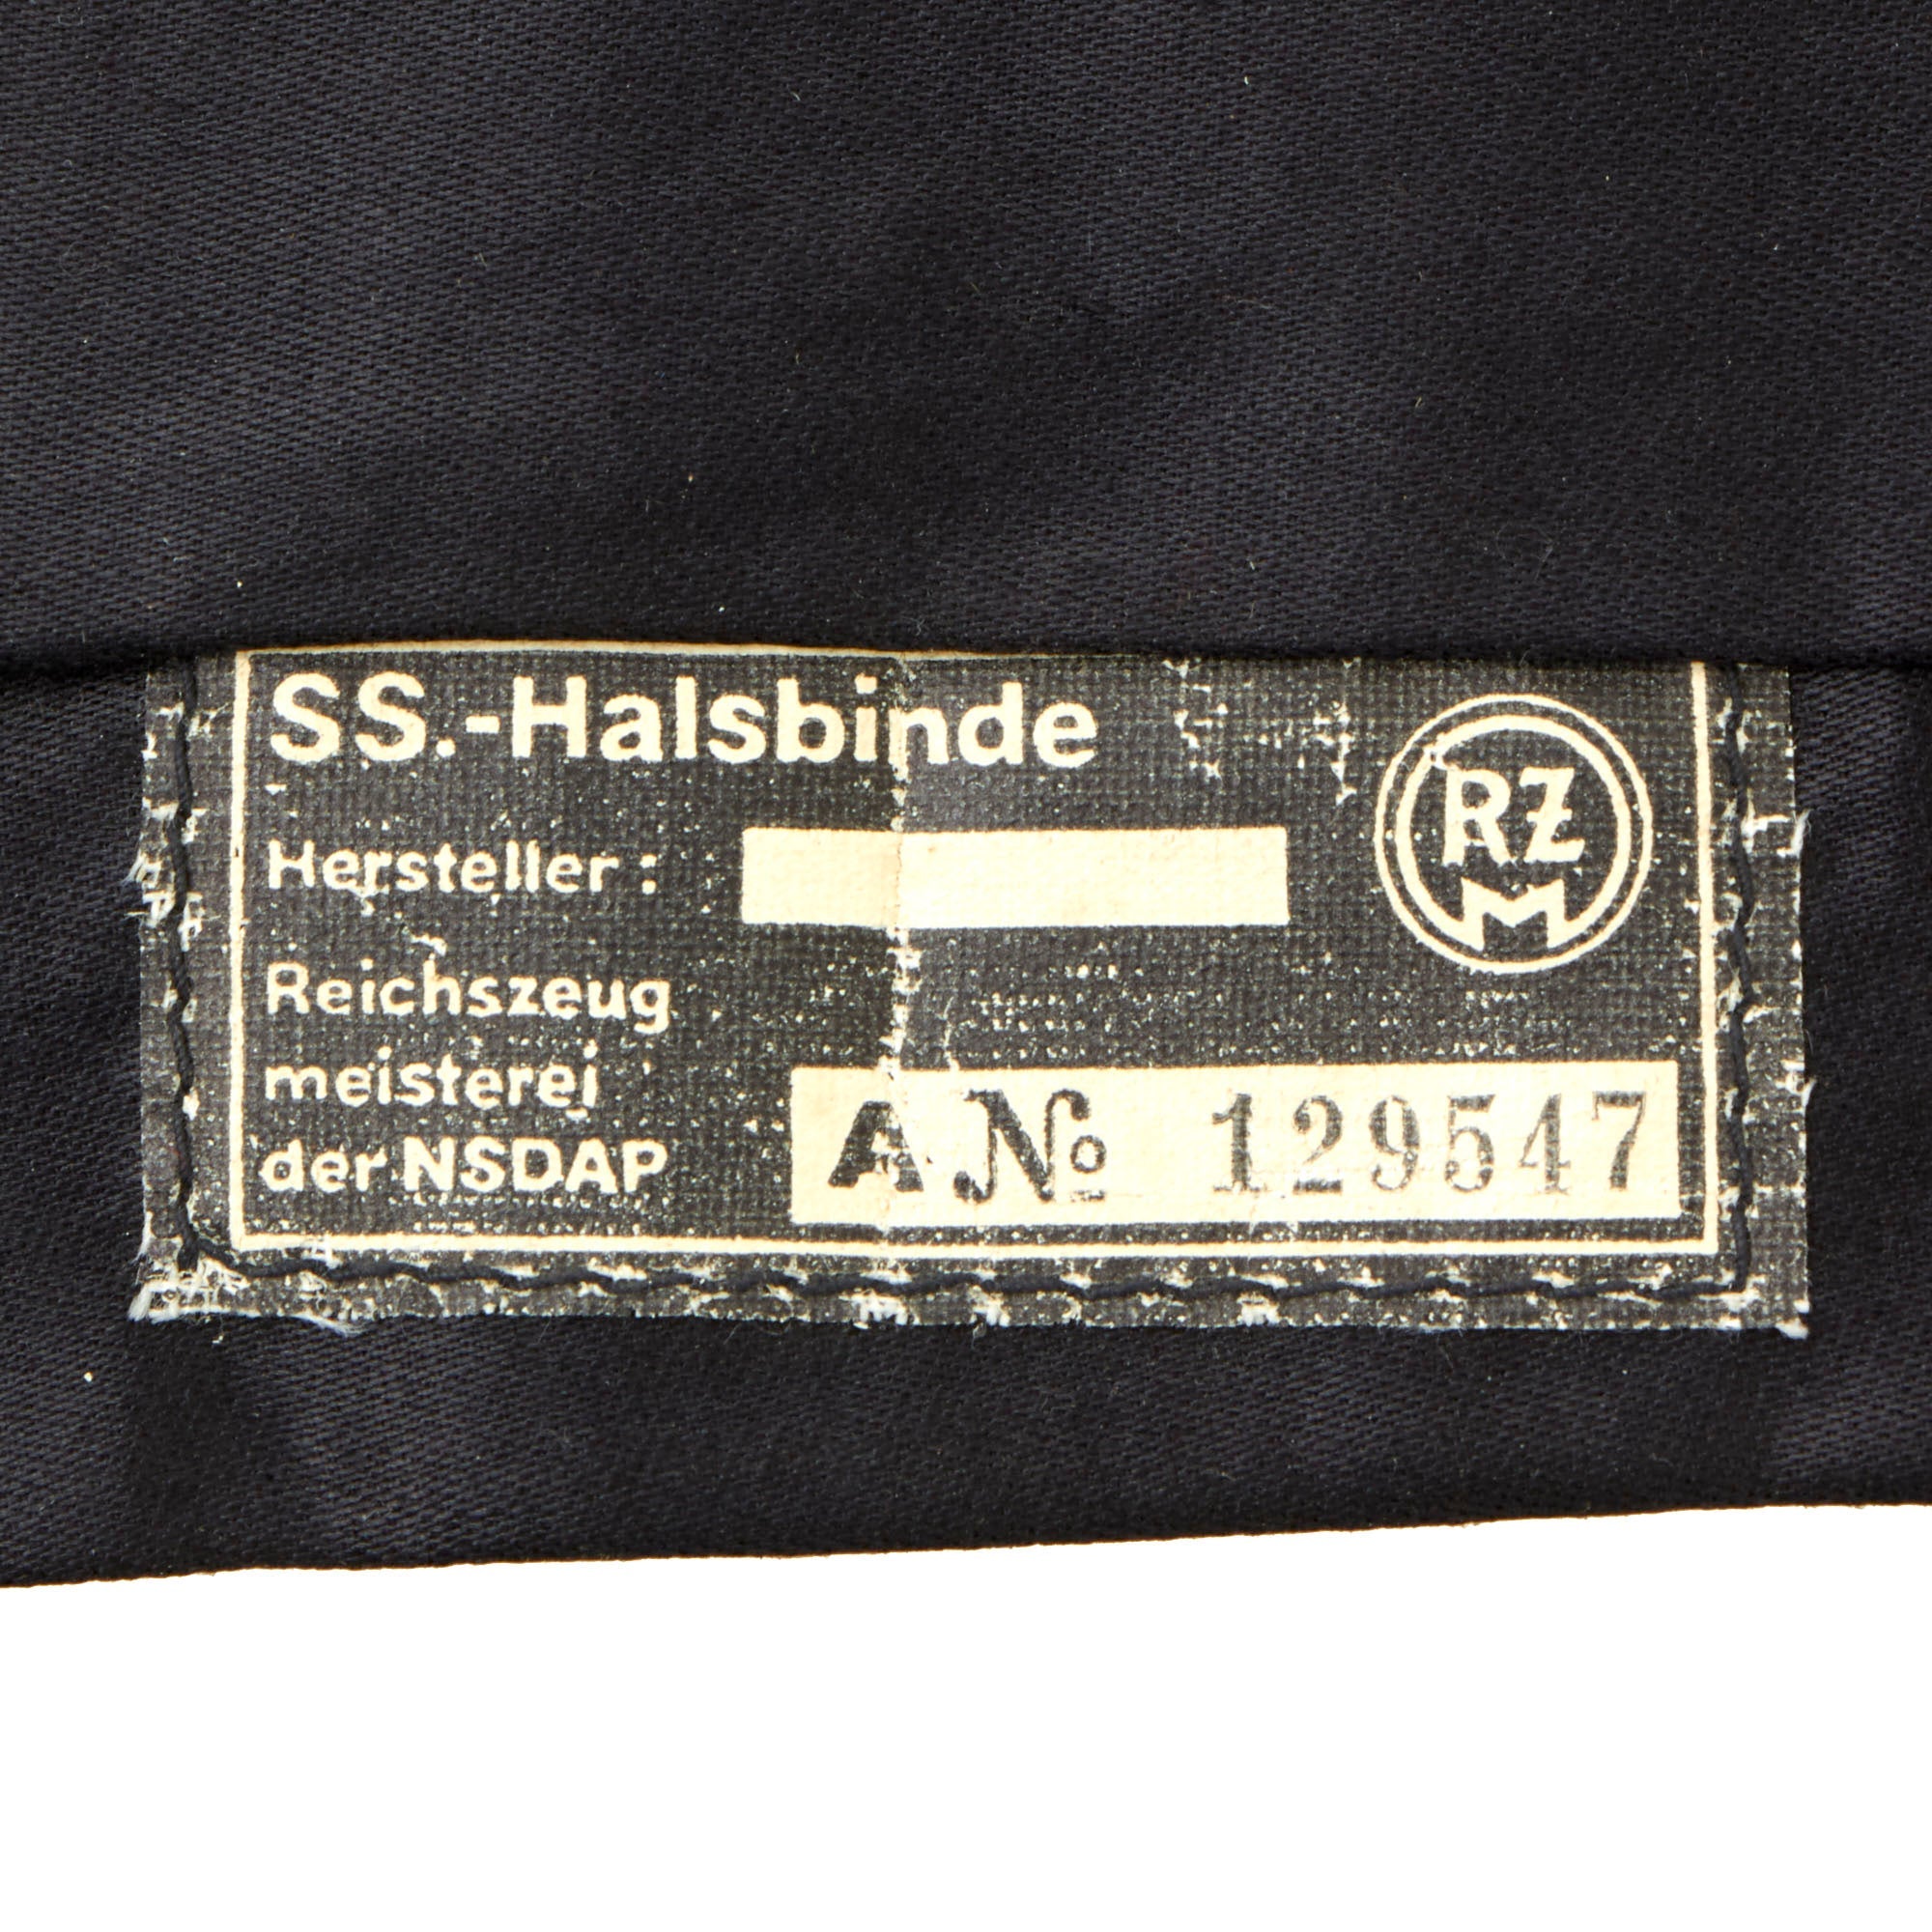 SS.-Halsbinde
RZM
Hersteller :
Reichszeug
meisterei
der NSDAP
A № 129547